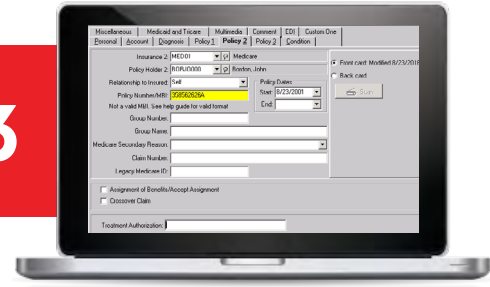 3
Miscellaneous Medicaid and Tricare Multimedia Comment EDI Custom One
Personal Account Diagnosis Policy 1 Policy 2 Policy 3 Condition
Insurance 2: MED01 Medicare
Policy Holder 2: Bordon, John
Relationship to Insured: Self
Policy Number/MBI: 358562626A
Not a valid MBI. See help guide for valid format
Group Number:
Group Name:
Medicare Secondary Reason:
Claim Number:
Legacy Medicare ID:
Policy Dates
Start: 8/23/2001
End:
Front card: Modified 8/23/2018
Back card
Scan
Assignment of Benefits/Accept Assignment
Crossover Claim
Treatment Authorization: